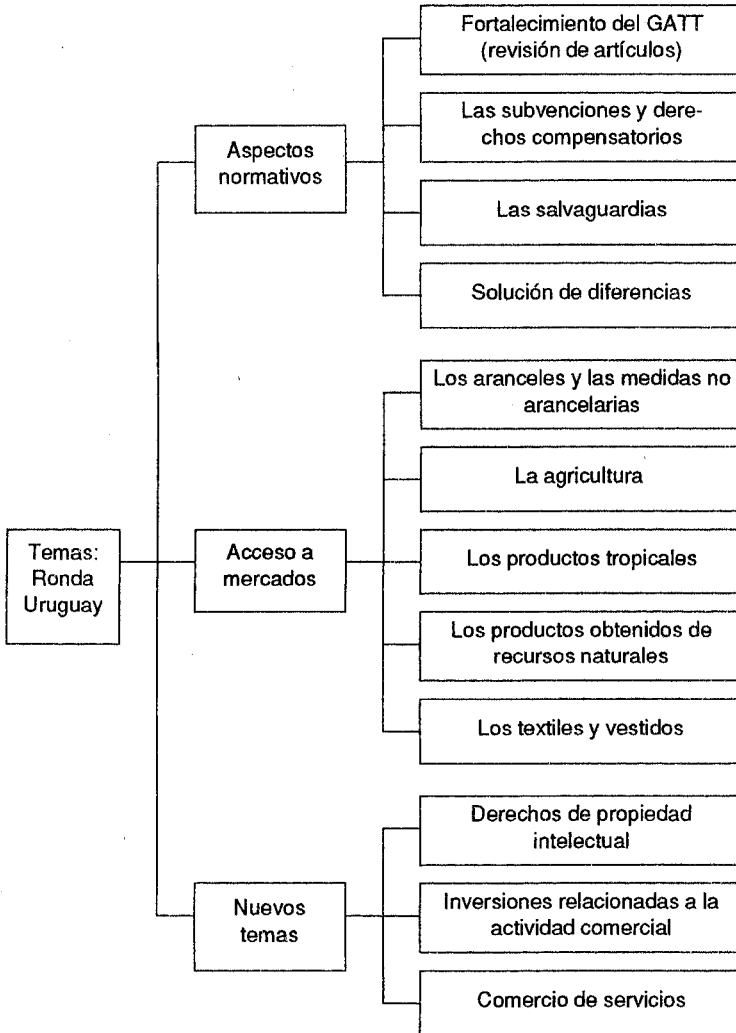 Temas:
Ronda
Uruguay
Aspectos
normativos
Fortalecimiento del GATT
(revisión de artículos)
Las subvenciones y dere-
chos compensatorios
Las salvaguardias
Solución de diferencias
Acceso a
mercados
Los aranceles y las medidas no
arancelarias
La agricultura
Los productos tropicales
Los productos obtenidos de
recursos naturales
Los textiles y vestidos
Nuevos
temas
Derechos de propiedad
intelectual
Inversiones relacionadas a la
actividad comercial
Comercio de servicios